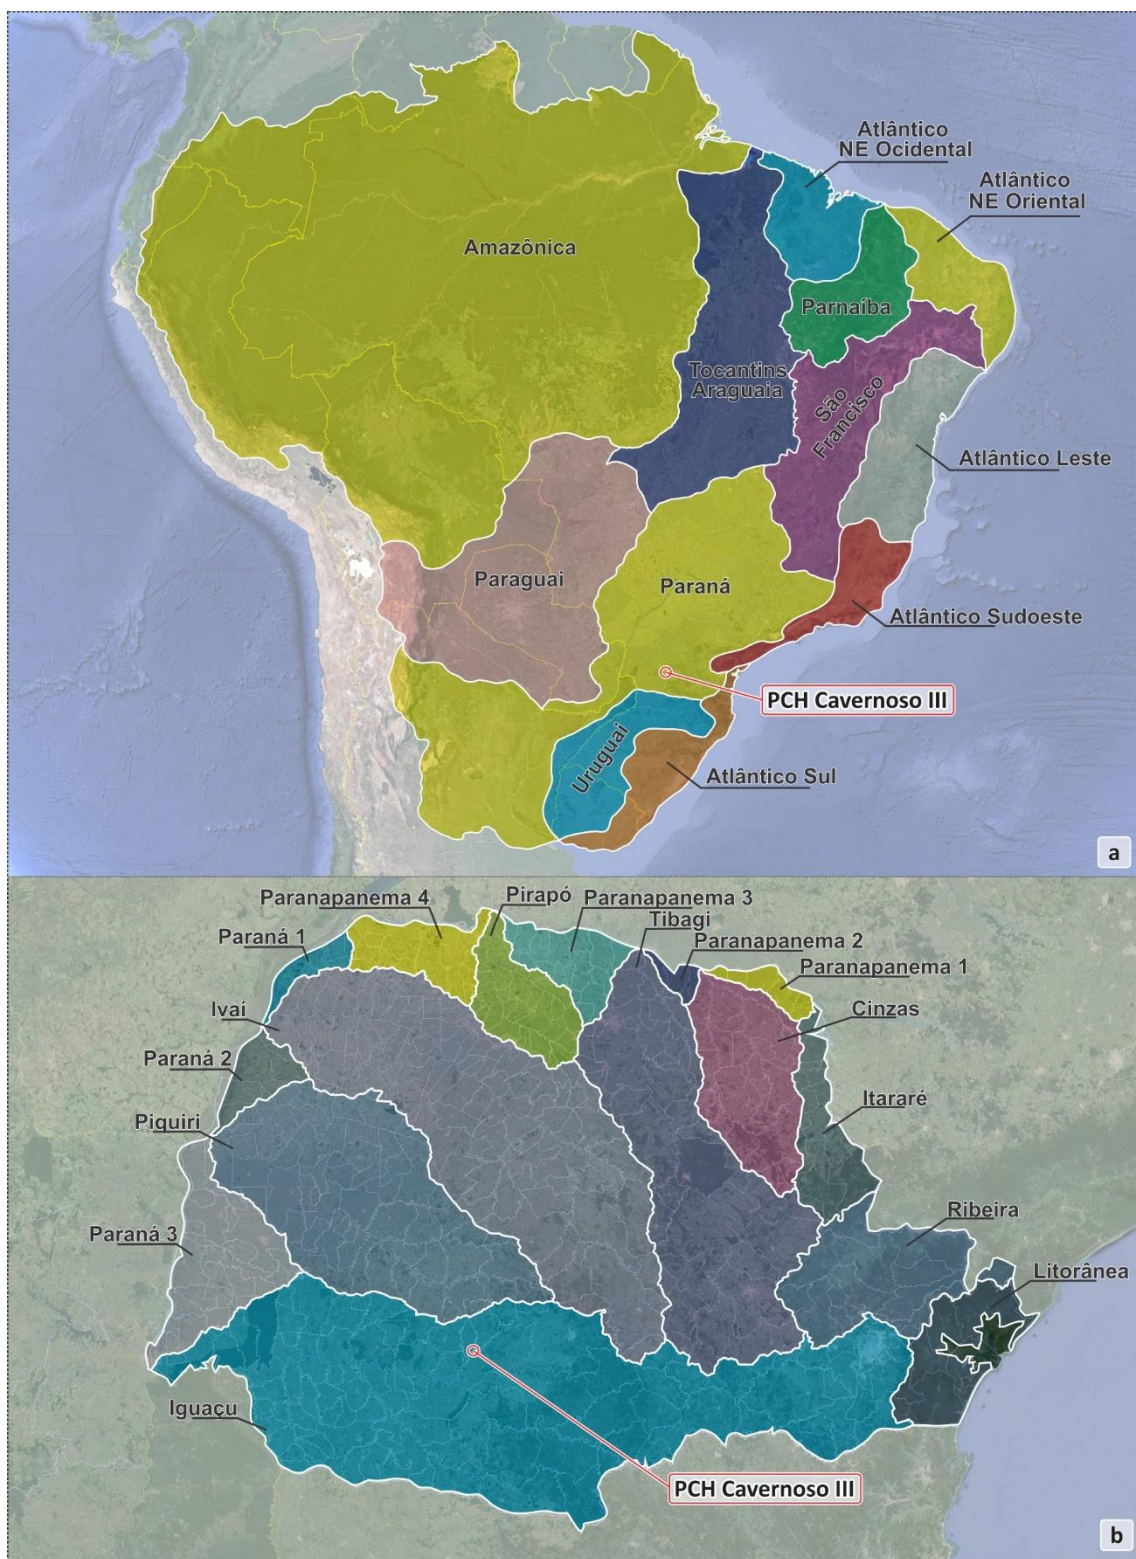 Atlântico
NE Ocidental
Atlântico
NE Oriental
Amazônica
Parnaíba
Tocantins
Araguaia
São
Francisco
Atlântico Leste
Paraguai
Paraná
Atlântico Sudoeste
PCH Cavernoso III
Uruguai
Atlântico Sul
a
Paranapanema 4
Pirapó
Paranapanema 3
Tibagi
Paraná 1
Paranapanema 2
Paranapanema 1
Ivaí
Cinzas
Paraná 2
Itararé
Piquiri
Ribeira
Paraná 3
Litorânea
Iguaçu
PCH Cavernoso III
b